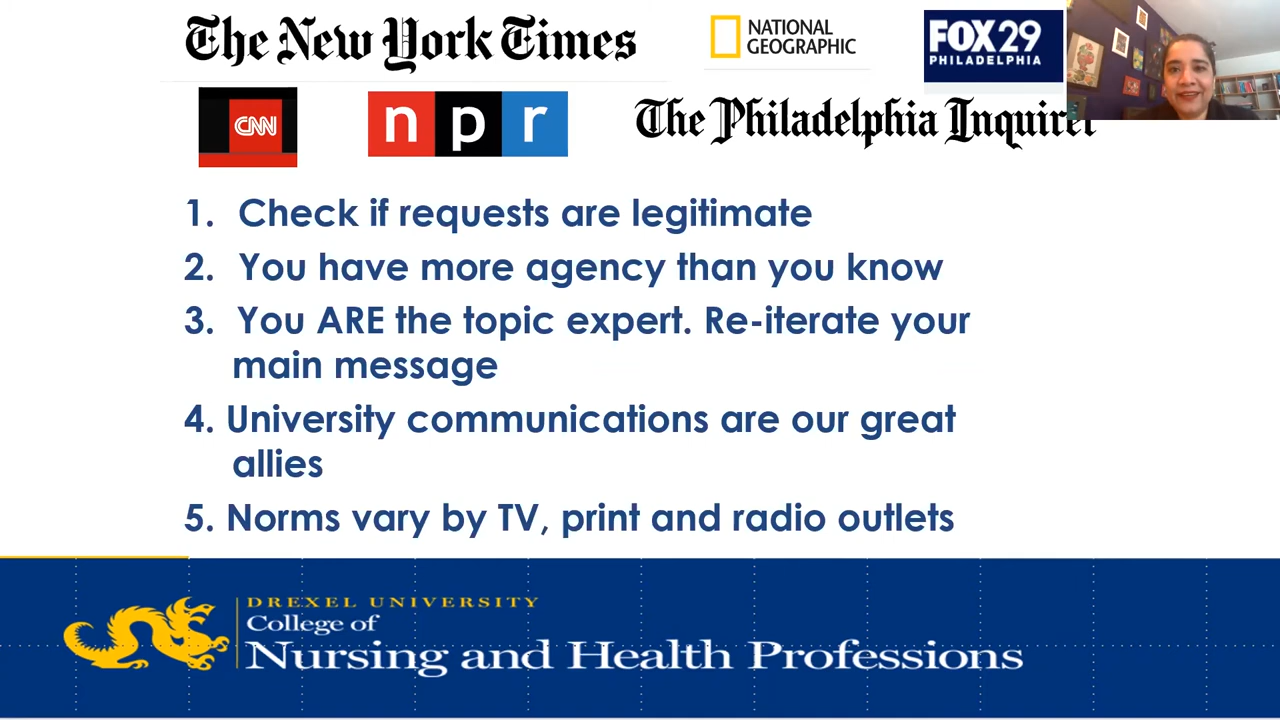 The New York Times
NATIONAL
GEOGRAPHIC
FOX 29
PHILADELPHIA
CNN
npr
The Philadelphia Inquirer
1. Check if requests are legitimate
2. You have more agency than you know
3. You ARE the topic expert. Re-iterate your
main message
4. University communications are our great
allies
5. Norms vary by TV, print and radio outlets
DREXEL UNIVERSITY
College of
Nursing and Health Professions